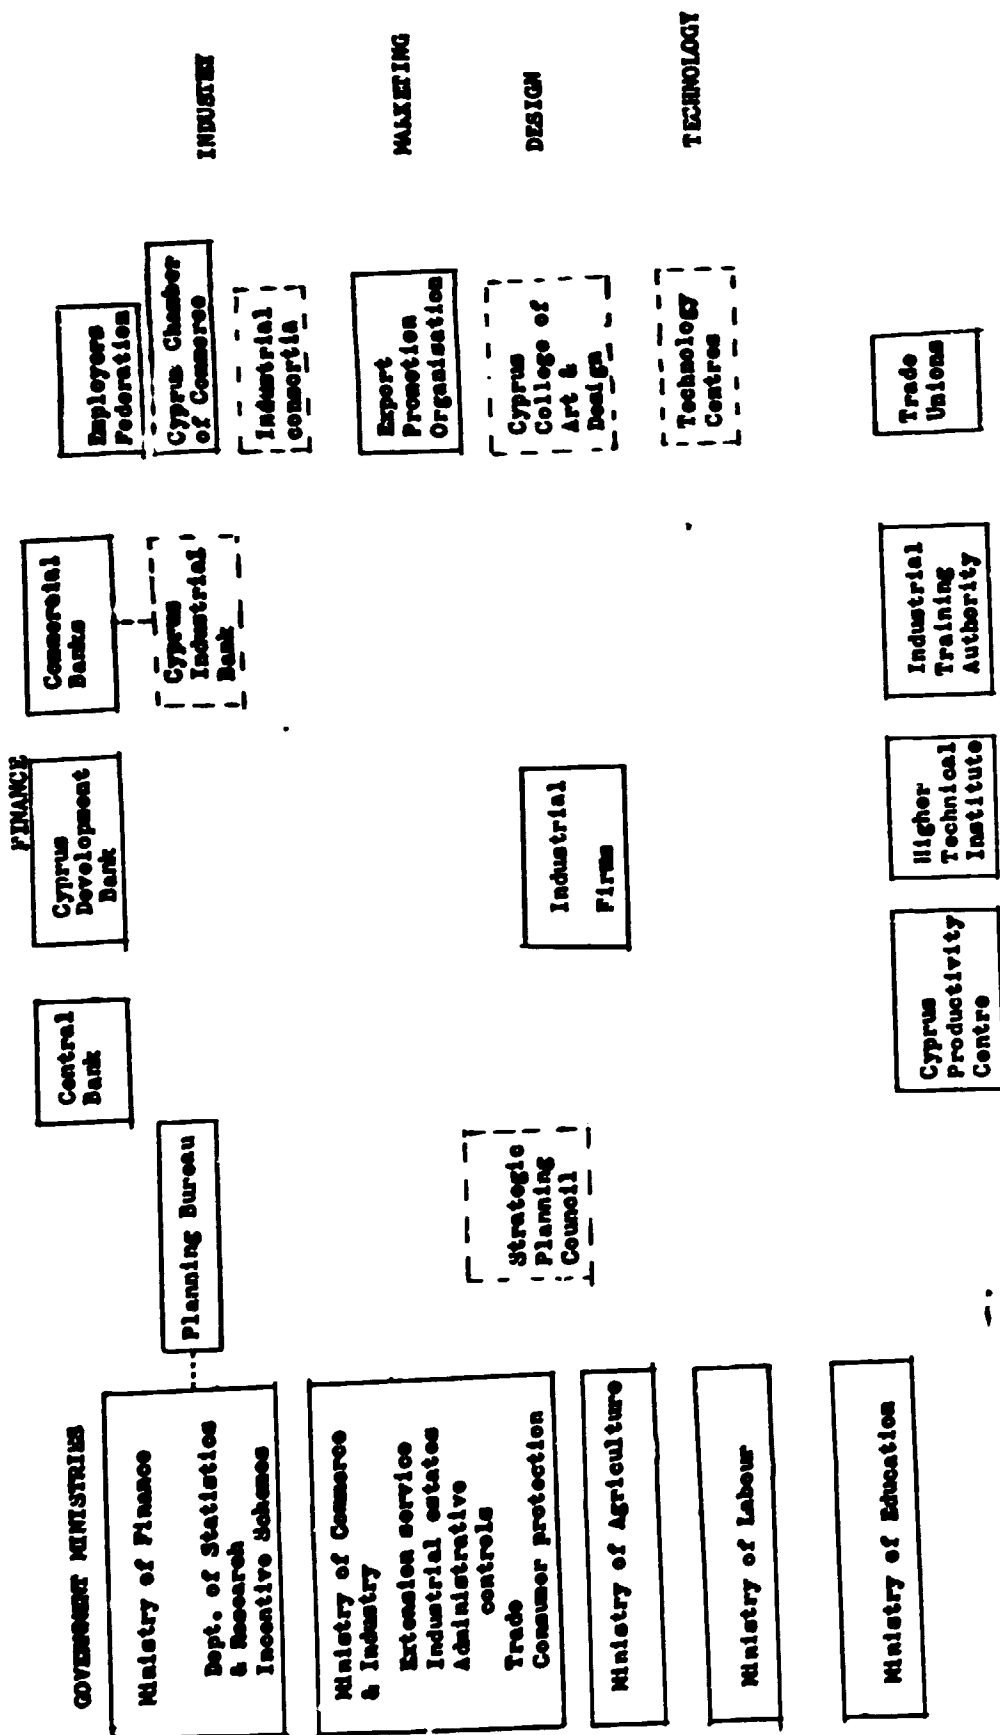 FINANCE
GOVERNMENT MINISTRIES
Ministry of Finance
Dept. of Statistics
& Research
Incentive Schemes
Planning Bureau
Central
Bank
Cyprus
Development
Bank
Commercial
Banks
Cyprus
Industrial
Bank
Employers
Federation
Cyprus Chamber
of Commerce
Industrial
consortia
INDUSTRY
Ministry of Commerce
& Industry
Extension service
Industrial estates
Administrative
controls
Trade
Consumer protection
Strategic
Planning
Council
Industrial
Firms
Export
Promotion
Organisation
MARKETING
Cyprus
College of
Art &
Design
DESIGN
Ministry of Agriculture
Technology
Centres
TECHNOLOGY
Ministry of Labour
Ministry of Education
Cyprus
Productivity
Centre
Higher
Technical
Institute
Industrial
Training
Authority
Trade
Unions